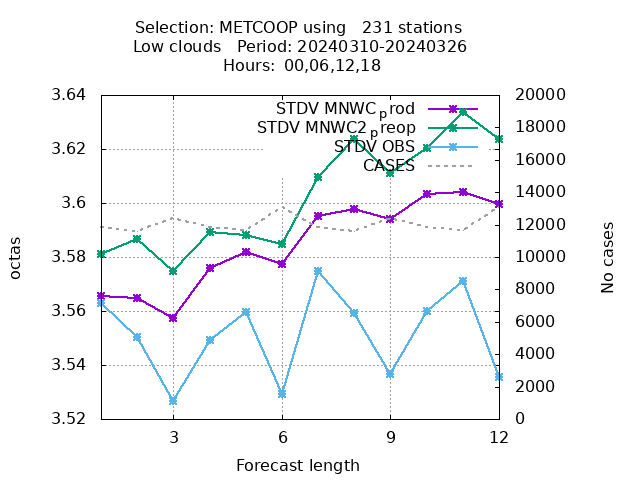 Selection: METCOOP using   231 stations
Low clouds   Period: 20240310-20240326
Hours: 00,06,12,18
STDV MNWC_prod
STDV MNWC2_preop
STDV OBS
CASES
3.64
3.62
3.6
3.58
3.56
3.54
3.52
20000
18000
16000
14000
12000
10000
8000
6000
4000
2000
0
octas
No cases
3 6 9 12
Forecast length